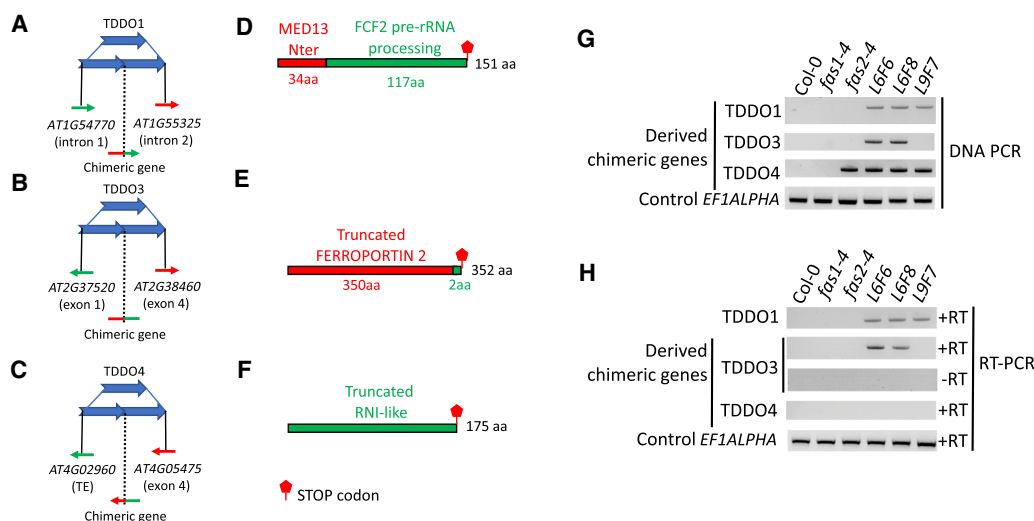 A
TDDO1
AT1G54770
(intron 1)
AT1G55325
(intron 2)
Chimeric gene
B
TDDO3
AT2G37520
(exon 1)
AT2G38460
(exon 4)
Chimeric gene
C
TDDO4
AT4G02960
(TE)
AT4G05475
(exon 4)
Chimeric gene
D
MED13
Nter
FCF2 pre-rRNA
processing
34aa
117aa
151 aa
E
Truncated
FERROPORTIN 2
350aa
2aa
352 aa
F
Truncated
RNI-like
175 aa
STOP codon
G
Col-0
fas1-4
fas2-4
L6F6
L6F8
L9F7
Derived
chimeric genes
TDDO1
TDDO3
TDDO4
Control EF1ALPHA
DNA PCR
H
Col-0
fas1-4
fas2-4
L6F6
L6F8
L9F7
TDDO1
+RT
Derived
chimeric genes
TDDO3
+RT
-RT
TDDO4
+RT
Control EF1ALPHA
+RT
RT-PCR